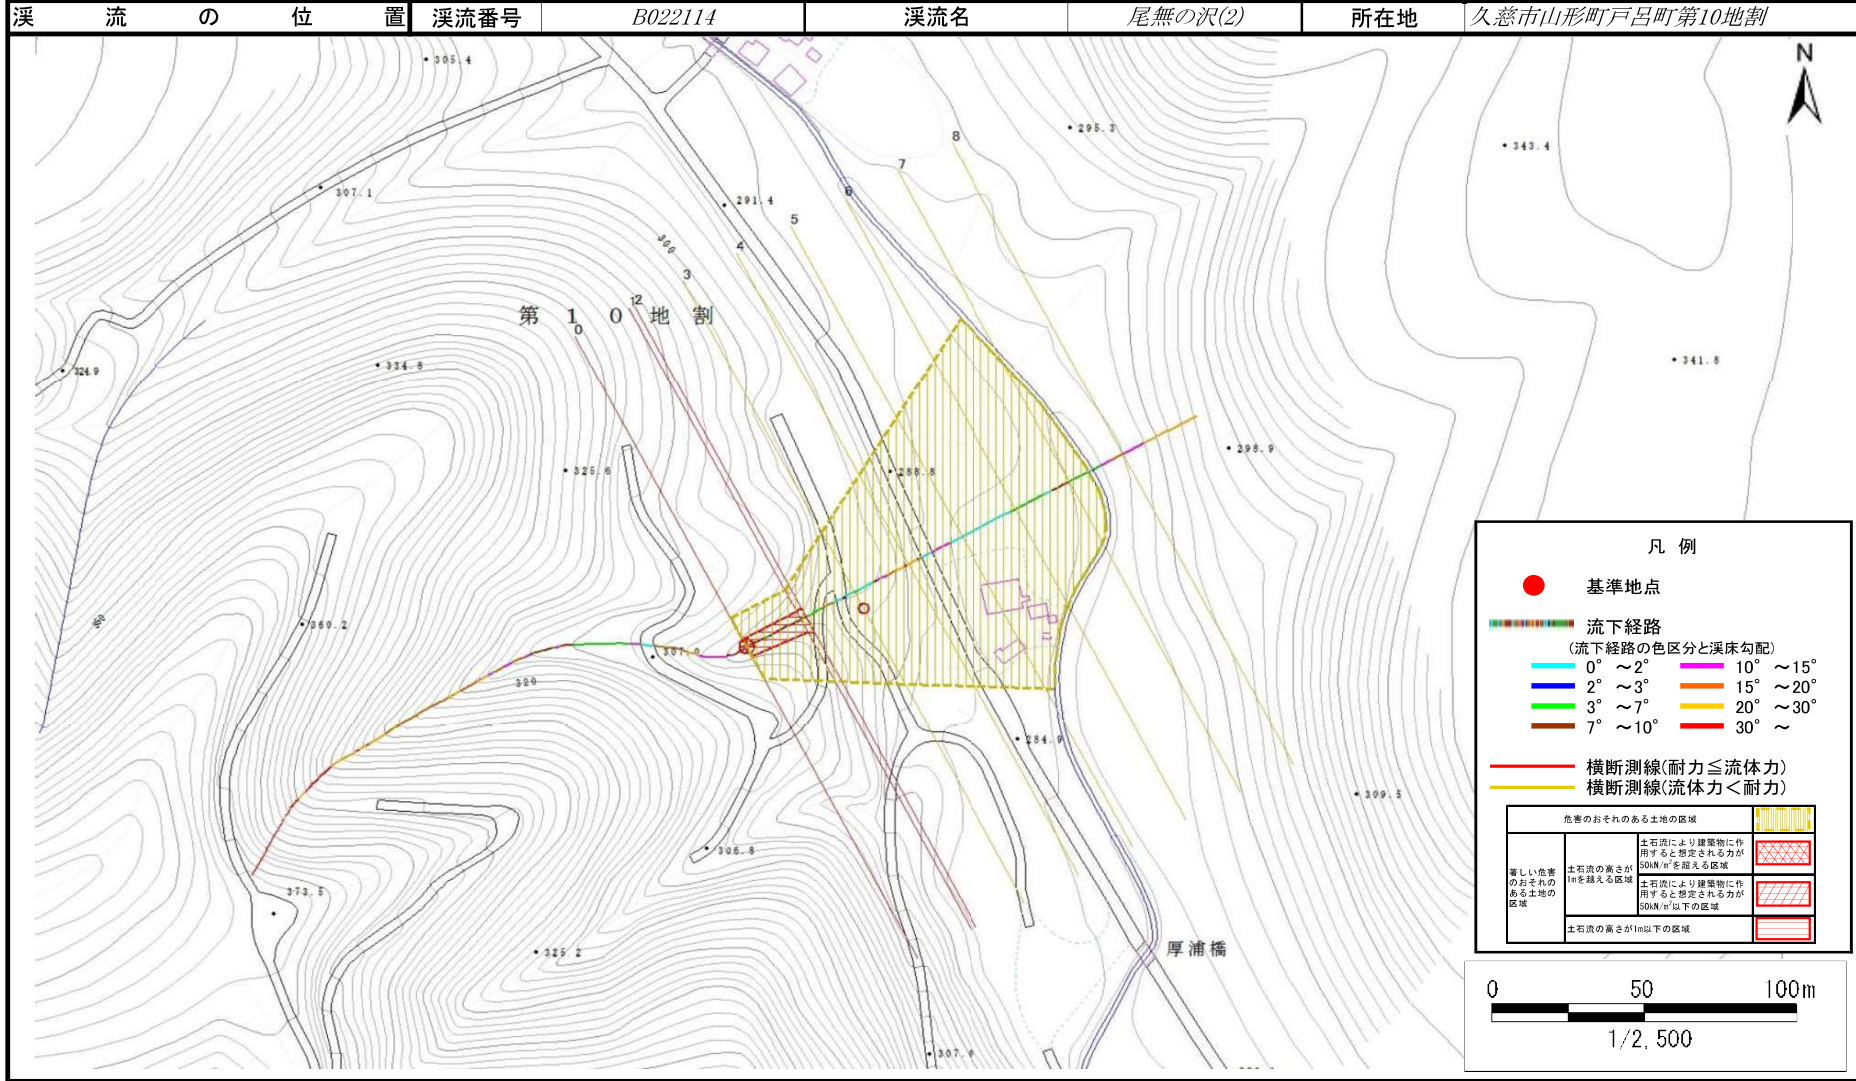 渓流の位置 渓流番号 B022114 渓流名 尾無の沢(2) 所在地 久慈市山形町戸呂町第10地割
N
305.4
295.3
343.4
8
7
307.1
6
291.4
5
300
4
3
1 2
第10地割
0
324.9
334.8
341.8
298.9
325.6
288.8
360.2
307.0
320
350
284.9
309.5
306.8
373.5
325.2
厚浦橋
凡 例
基準地点
流下経路
(流下経路の色区分と渓床勾配)
0° ～2° 10° ～15°
2° ～3° 15° ～20°
3° ～7° 20° ～30°
7° ～10° 30° ～
横断測線(耐力≦流体力)
横断測線(流体力＜耐力)
危害のおそれのある土地の区域
著しい危害
のおそれの
ある土地の
区域
土石流の高さが
1mを越える区域
土石流により建築物に作
用すると想定される力が
50kN/m²を超える区域
土石流により建築物に作
用すると想定される力が
50kN/m²以下の区域
土石流の高さが1m以下の区域
0 50 100m
1/2,500